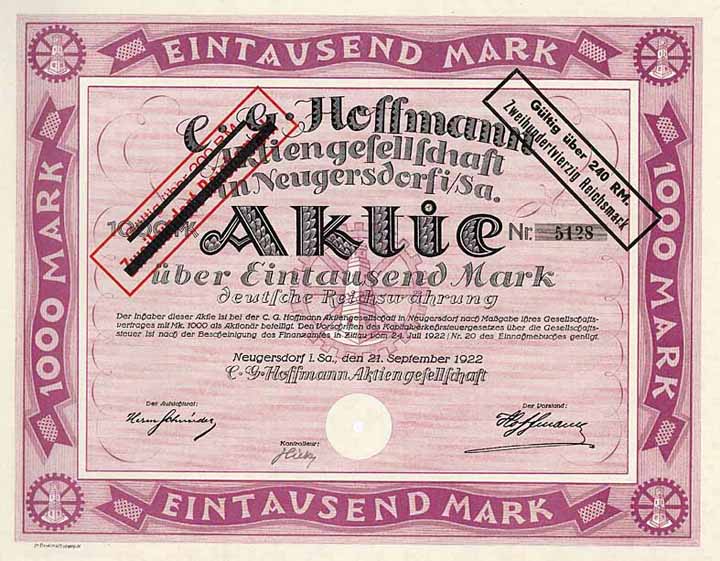 EINTAUSEND MARK
1000 MARK
1000 MARK
C. G. Hoffmann
Aktiengesellschaft
in Neugersdorf i/Sa.
Gültig über 240 RM.
Zweihundertvierzig Reichsmark
1000 MK.
Aktie
Nr. 5128
über Eintausend Mark
deutsche Reichswährung
Der Inhaber dieser Aktie ist bei der C. G. Hoffmann Aktiengesellschaft in Neugersdorf nach Maßgabe ihres Gesellschafts-
vertrages mit Mk. 1000 als Aktionär beteiligt. Den Vorschriften des Kapitalverkehrsteuergesetzes über die Gesellschafts-
steuer ist nach der Bescheinigung des Finanzamtes in Zittau vom 24. Juli 1922 / Nr. 20 des Einnahmebuches genügt.
Neugersdorf i. Sa., den 21. September 1922
C. G. Hoffmann Aktiengesellschaft
Der Aufsichtsrat:
Der Vorstand:
Hoffmann
Kontrolleur:
EINTAUSEND MARK